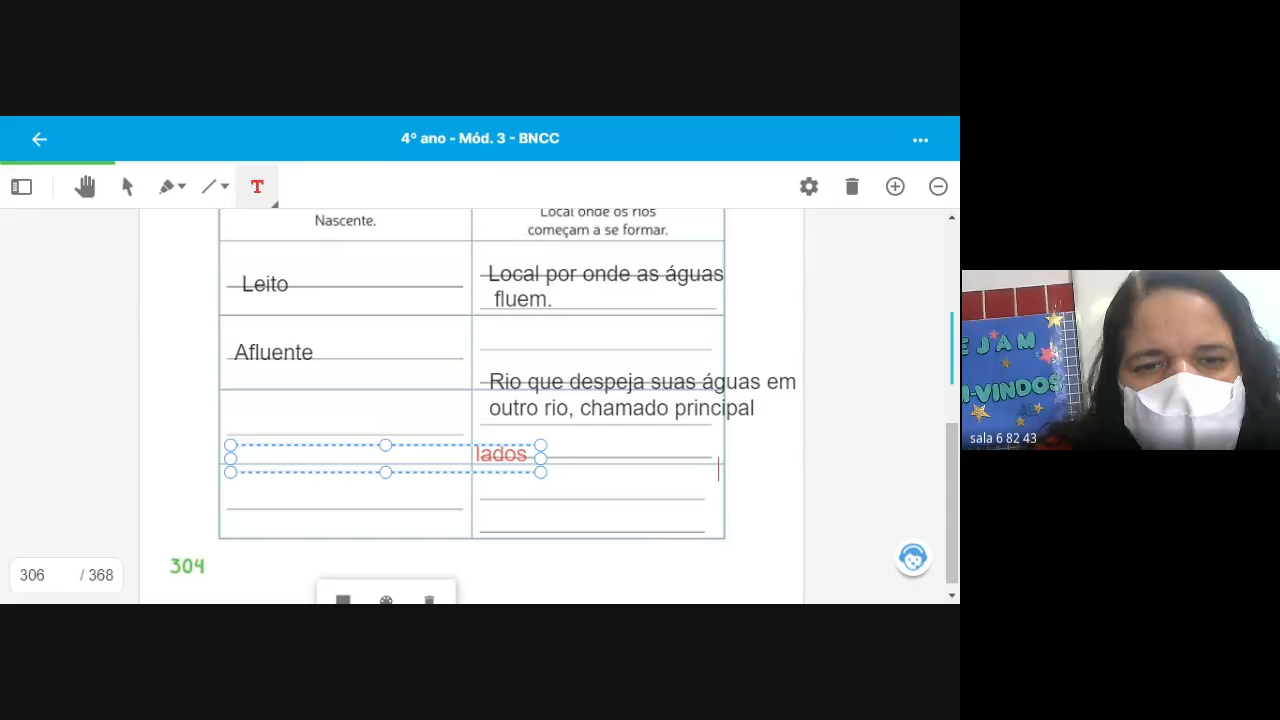 4º ano - Mód. 3 - BNCC
T
Nascente.
Local onde os rios
começam a se formar.
Leito
Local por onde as águas
fluem.
Afluente
Rio que despeja suas águas em
outro rio, chamado principal
lados
304
306 / 368
E JAM
M-VINDOS
sala 6 82 43